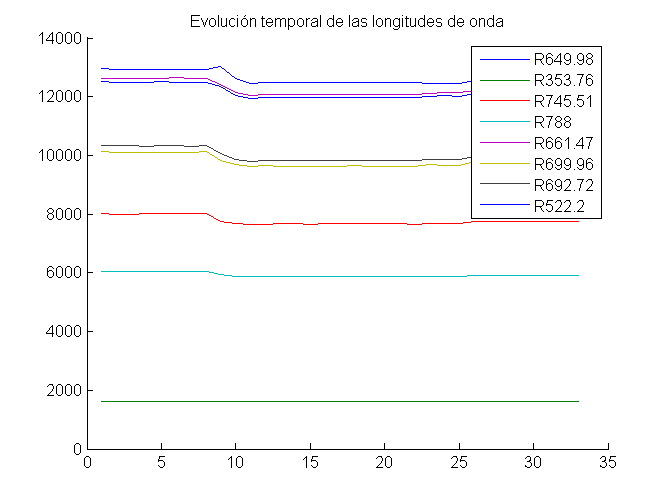 Evolución temporal de las longitudes de onda
14000
12000
10000
8000
6000
4000
2000
0
0 5 10 15 20 25 30 35
R649.98
R353.76
R745.51
R788
R661.47
R699.96
R692.72
R522.2